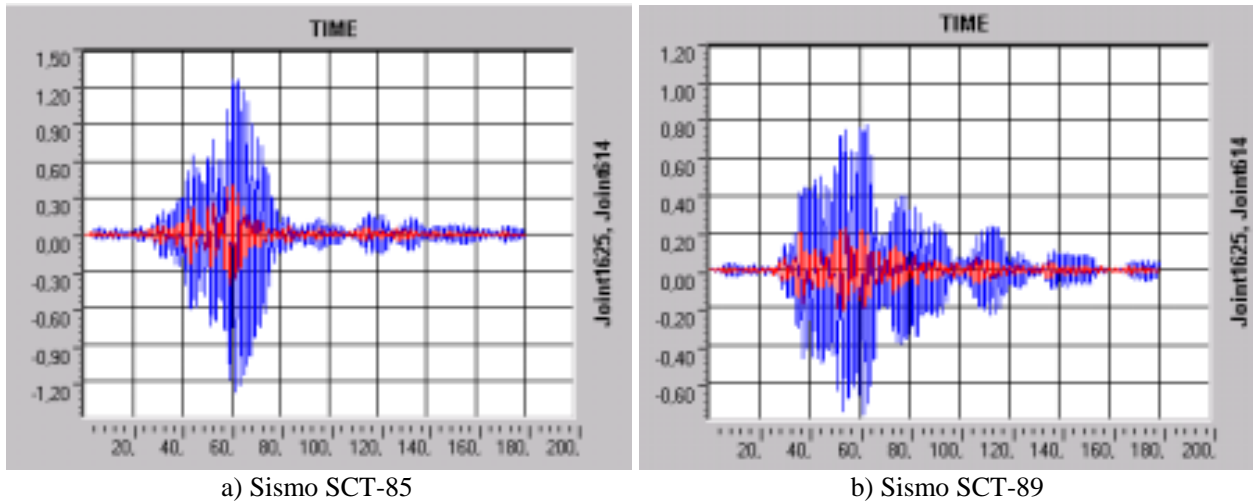 TIME
1,50
1,20
0,90
0,60
0,30
0,00
-0,30
-0,60
-0,90
-1,20
20, 40, 60, 80, 100, 120, 140, 160, 180, 200,
Joint1625, Joint614
a) Sismo SCT-85
TIME
1,20
1,00
0,80
0,60
0,40
0,20
0,00
-0,20
-0,40
-0,60
20, 40, 60, 80, 100, 120, 140, 160, 180, 200,
Joint1625, Joint614
b) Sismo SCT-89